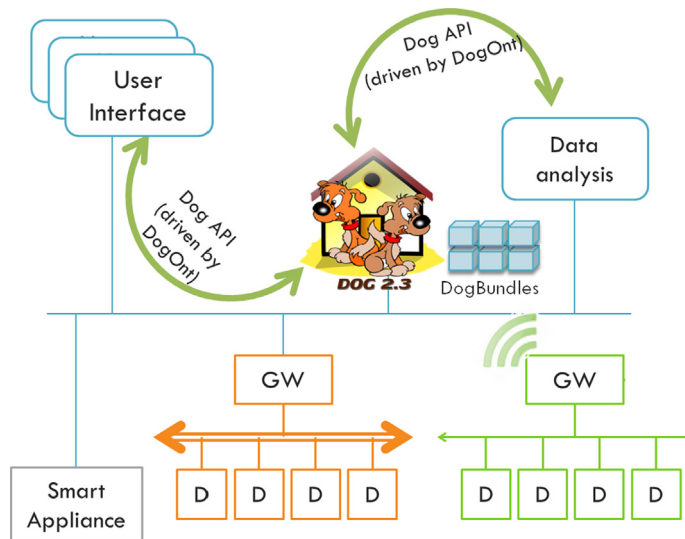 User
Interface
Dog API
(driven by DogOnt)
Data
analysis
Dog API
(driven by
DogOnt)
DOG 2.3
DogBundles
GW
GW
D
D
D
D
D
D
D
D
Smart
Appliance